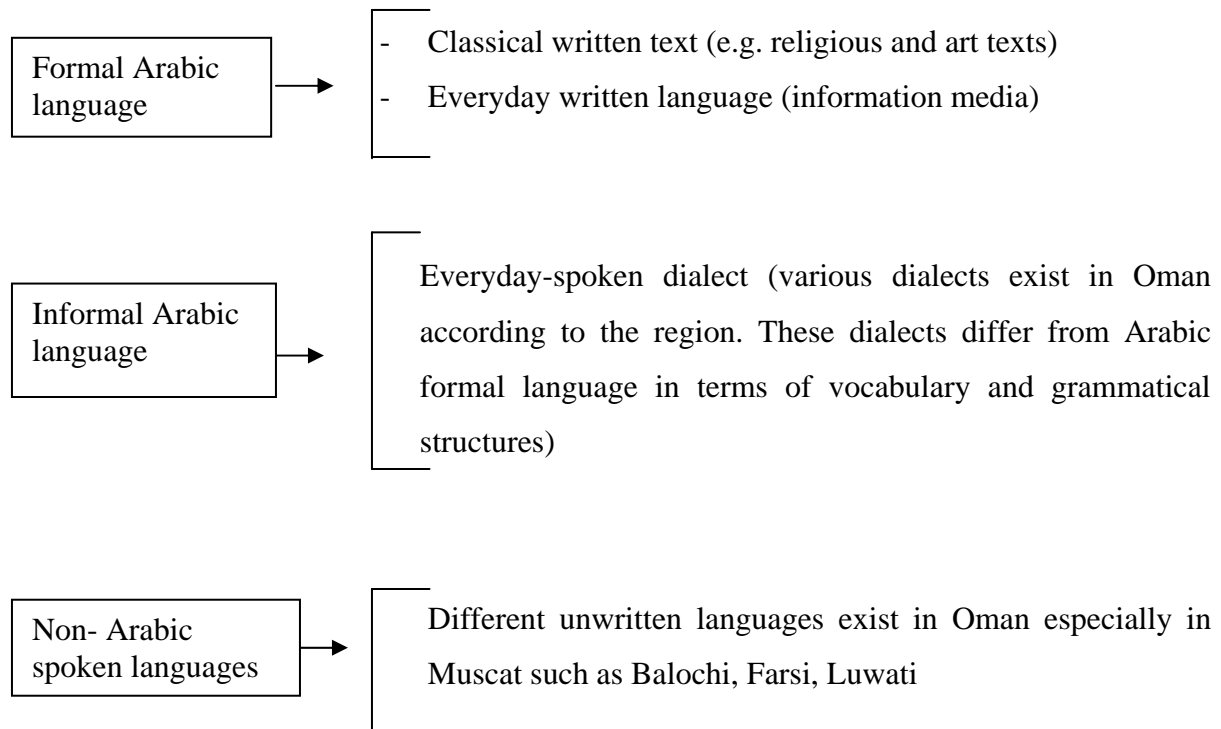 Formal Arabic
language
- Classical written text (e.g. religious and art texts)
- Everyday written language (information media)
Informal Arabic
language
Everyday-spoken dialect (various dialects exist in Oman
according to the region. These dialects differ from Arabic
formal language in terms of vocabulary and grammatical
structures)
Non- Arabic
spoken languages
Different unwritten languages exist in Oman especially in
Muscat such as Balochi, Farsi, Luwati